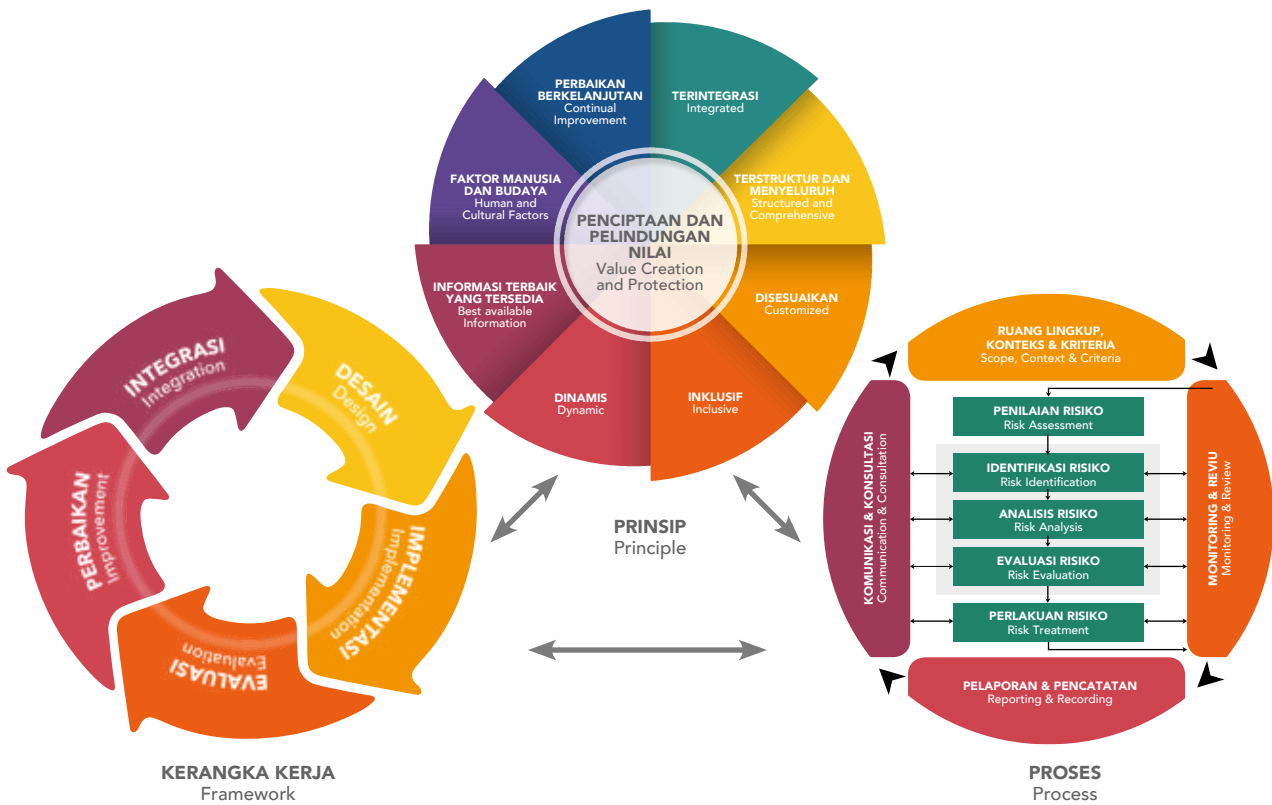 PERBAIKAN
BERKELANJUTAN
Continual
Improvement
TERINTEGRASI
Integrated
TERSTRUKTUR DAN
MENYELURUH
Structured and
Comprehensive
DISESUAIKAN
Customized
INKLUSIF
Inclusive
DINAMIS
Dynamic
INFORMASI TERBAIK
YANG TERSEDIA
Best available
Information
FAKTOR MANUSIA
DAN BUDAYA
Human and
Cultural Factors
PENCIPTAAN DAN
PELINDUNGAN
NILAI
Value Creation
and Protection
PRINSIP
Principle
INTEGRASI
Integration
DESAIN
Design
IMPLEMENTASI
Implementation
EVALUASI
Evaluation
PERBAIKAN
Improvement
KERANGKA KERJA
Framework
RUANG LINGKUP,
KONTEKS & KRITERIA
Scope, Context & Criteria
KOMUNIKASI & KONSULTASI
Communication & Consultation
PENILAIAN RISIKO
Risk Assessment
IDENTIFIKASI RISIKO
Risk Identification
ANALISIS RISIKO
Risk Analysis
EVALUASI RISIKO
Risk Evaluation
PERLAKUAN RISIKO
Risk Treatment
MONITORING & REVIU
Monitoring & Review
PELAPORAN & PENCATATAN
Reporting & Recording
PROSES
Process